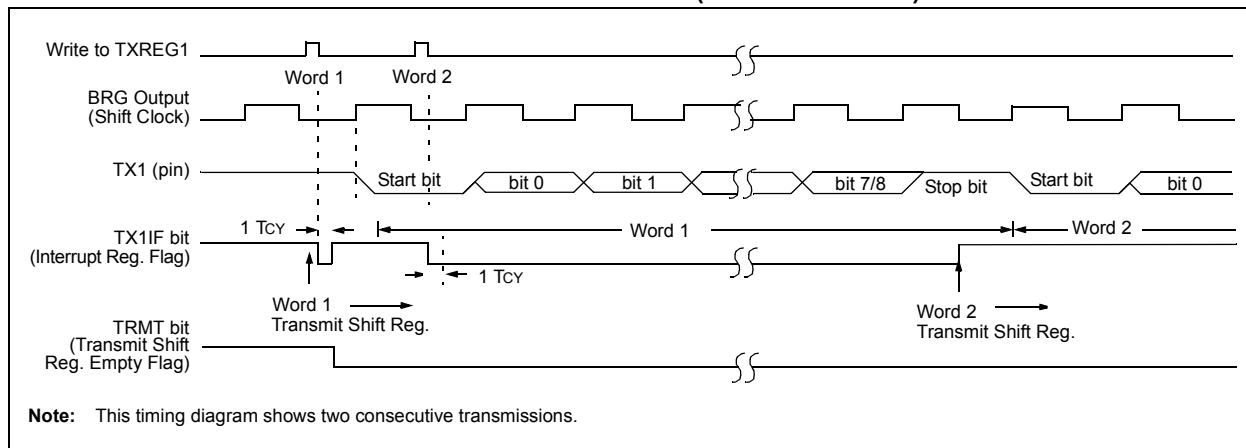 Write to TXREG1
Word 1
Word 2
BRG Output
(Shift Clock)
TX1 (pin)
Start bit
bit 0
bit 1
bit 7/8
Stop bit
Start bit
bit 0
1 TCY
Word 1
Word 2
TX1IF bit
(Interrupt Reg. Flag)
1 TCY
Word 1
Transmit Shift Reg.
Word 2
Transmit Shift Reg.
TRMT bit
(Transmit Shift
Reg. Empty Flag)
Note: This timing diagram shows two consecutive transmissions.